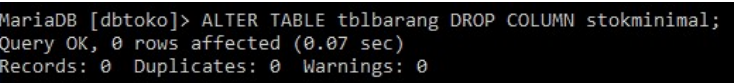 MariaDB [dbtoko]> ALTER TABLE tblbarang DROP COLUMN stokminimal;
Query OK, 0 rows affected (0.07 sec)
Records: 0  Duplicates: 0  Warnings: 0